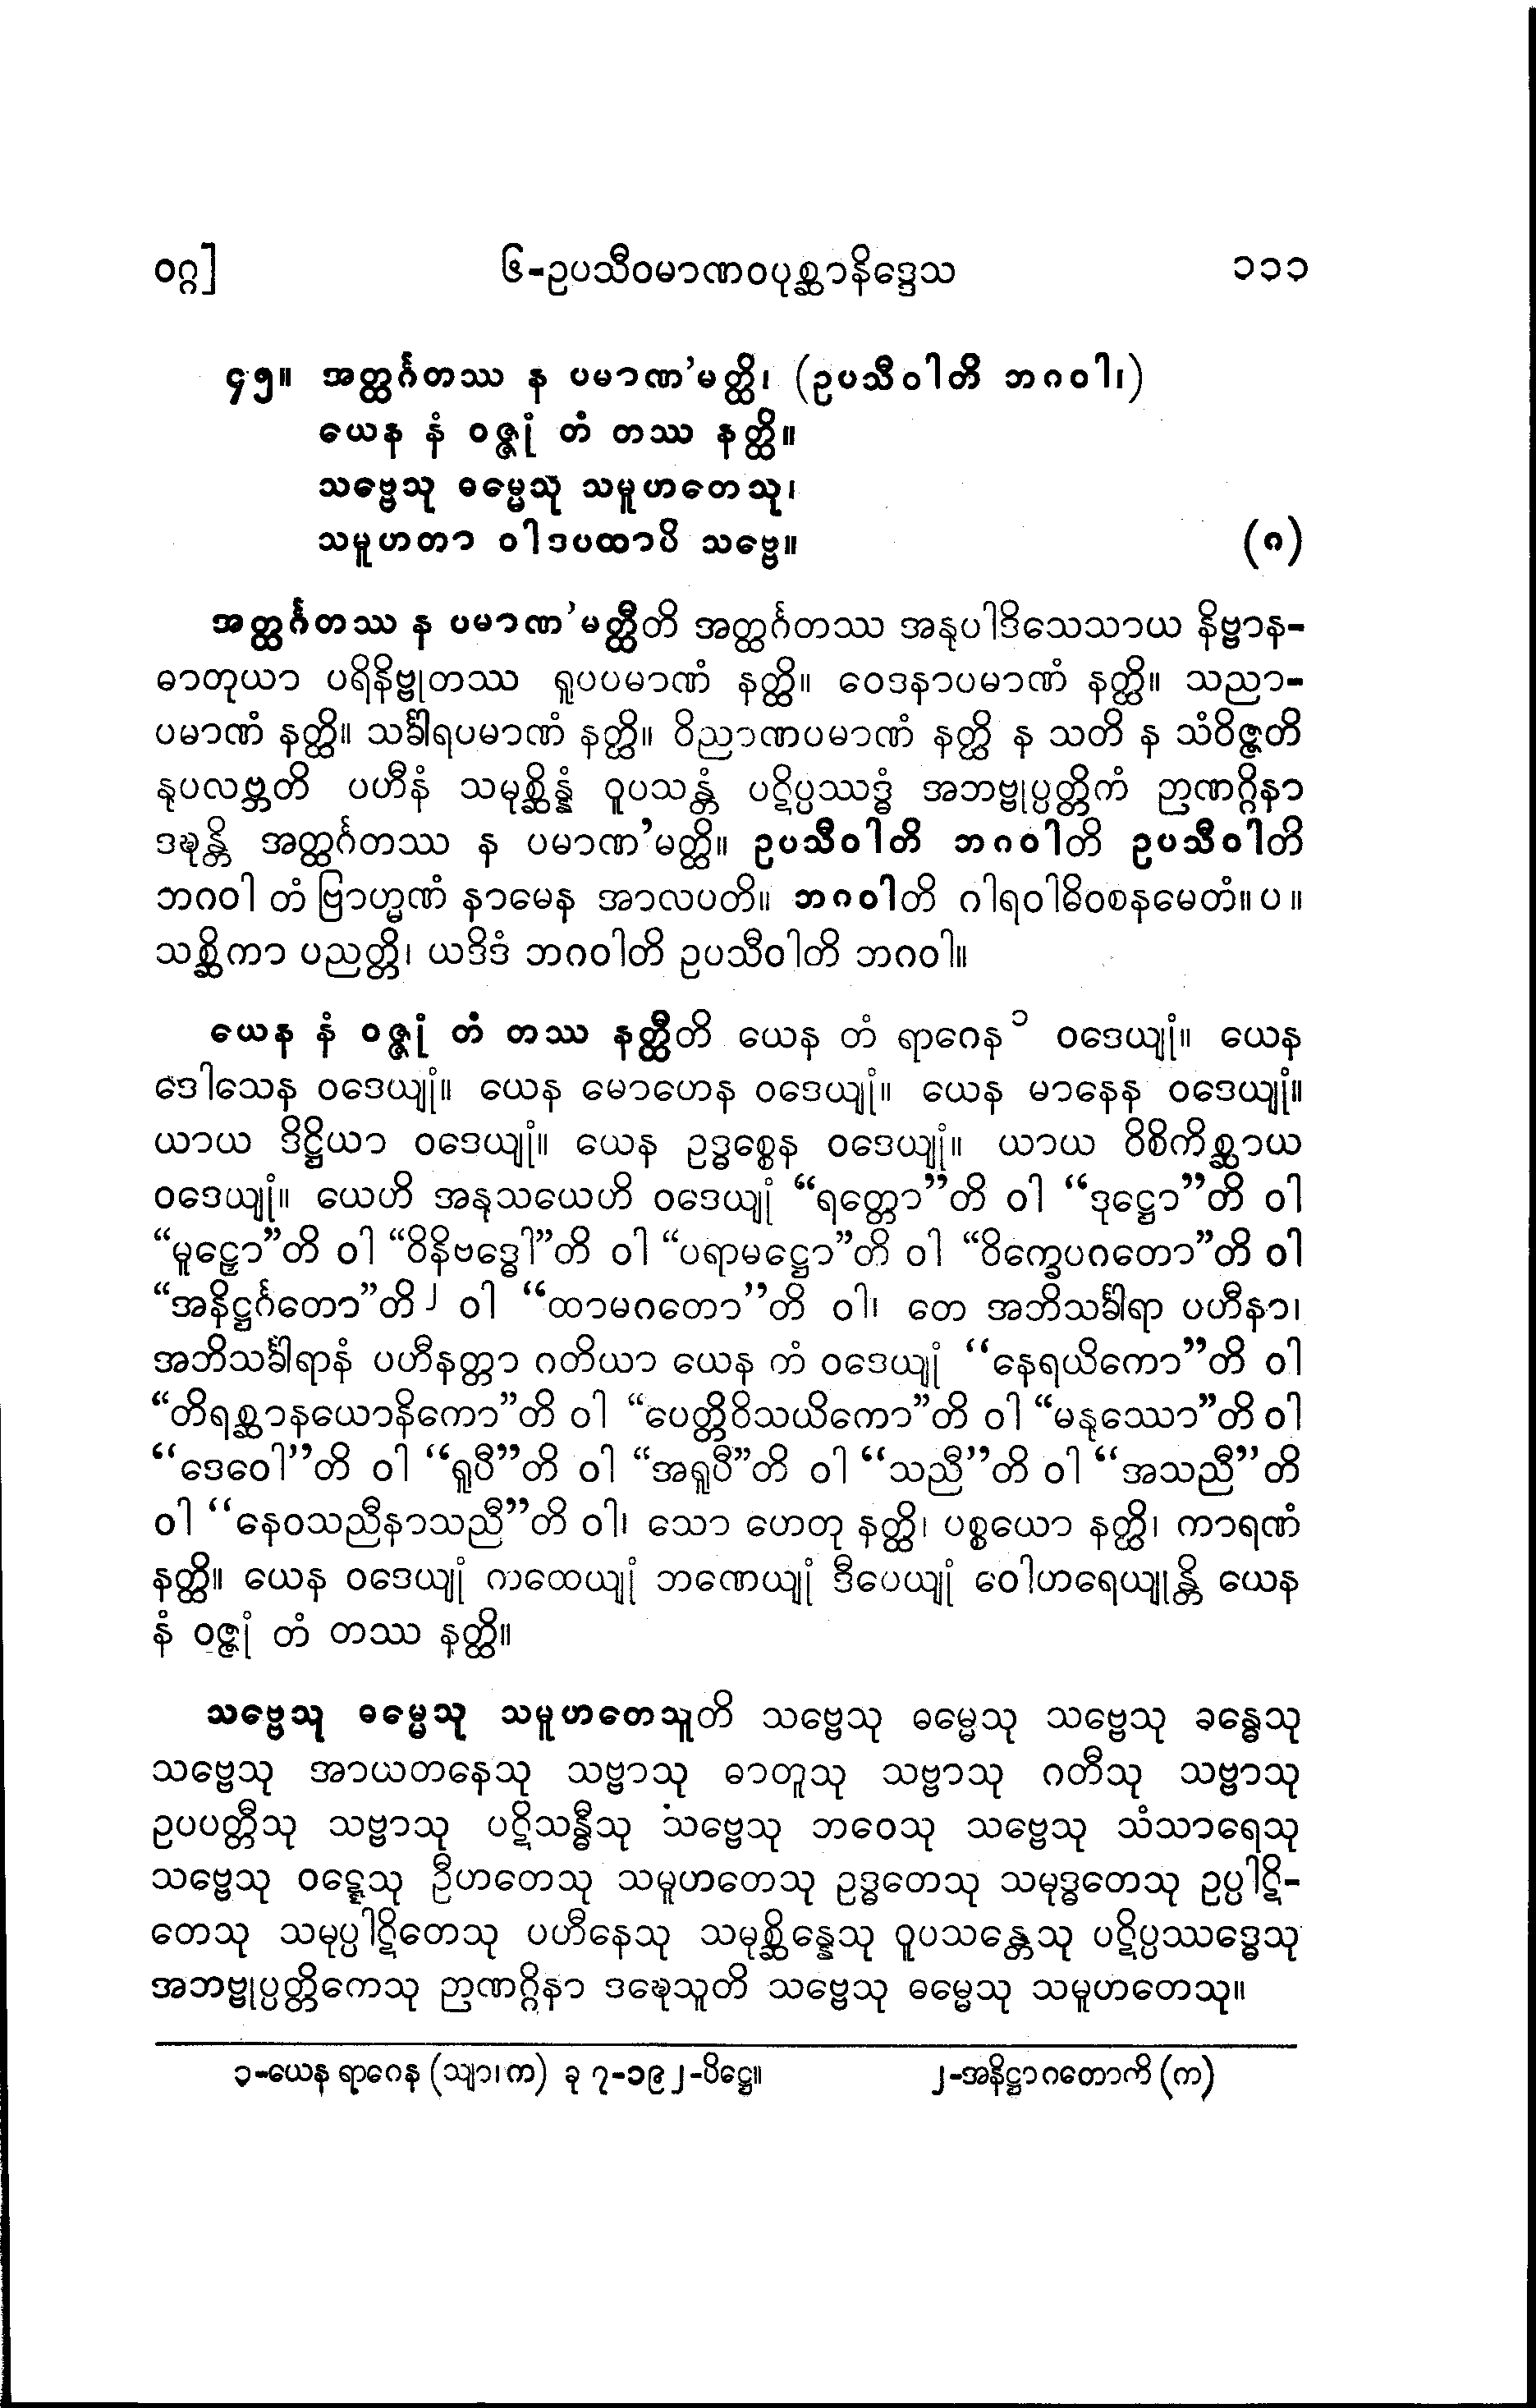 ဝဂ္ဂ] ၆-ဥပသီဝမာဏဝပုစ္ဆာနိဒ္ဒေသ ၁၁၁
၄၅။ အတ္ထင်္ဂတဿ န ပမာဏ'မတ္ထိ၊ (ဥပသီဝါတိ ဘဂဝါ၊)
ယေန နံ ဝဇ္ဇုံ တံ တဿ နတ္ထိ။
သဗ္ဗေသု ဓမ္မေသု သမူဟတေသု၊
သမူဟတာ ဝါဒပထာပိ သဗ္ဗေ။ (၈)
အတ္ထင်္ဂတဿ န ပမာဏ'မတ္ထီတိ အတ္ထင်္ဂတဿ အနုပါဒိသေသာယ နိဗ္ဗာန-
ဓာတုယာ ပရိနိဗ္ဗုတဿ ရူပပမာဏံ နတ္ထိ။ ဝေဒနာပမာဏံ နတ္ထိ။ သညာ-
ပမာဏံ နတ္ထိ။ သင်္ခါရပမာဏံ နတ္ထိ။ ဝိညာဏပမာဏံ နတ္ထိ န သတိ န သံဝိဇ္ဇတိ
နုပလဗ္ဘတိ ပဟီနံ သမုစ္ဆိန္နံ ဝူပသန္တံ ပဋိပ္ပဿဒ္ဓံ အဘဗ္ဗုပ္ပတ္တိကံ ဉာဏဂ္ဂိနာ
ဒဍ္ဎန္တိ အတ္ထင်္ဂတဿ န ပမာဏ'မတ္ထိ။ ဥပသီဝါတိ ဘဂဝါတိ ဥပသီဝါတိ
ဘဂဝါ တံ ဗြာဟ္မဏံ နာမေန အာလပတိ။ ဘဂဝါတိ ဂါရဝါဓိဝစနမေတံ။ ပ ။
သစ္ဆိကာ ပညတ္တိ၊ ယဒိဒံ ဘဂဝါတိ ဥပသီဝါတိ ဘဂဝါ။
ယေန နံ ဝဇ္ဇုံ တံ တဿ နတ္ထီတိ ယေန တံ ရာဂေန ၁ ဝဒေယျုံ။ ယေန
ဒေါသေန ဝဒေယျုံ။ ယေန မောဟေန ဝဒေယျုံ။ ယေန မာနေန ဝဒေယျုံ။
ယာယ ဒိဋ္ဌိယာ ဝဒေယျုံ။ ယေန ဥဒ္ဓစ္စေန ဝဒေယျုံ။ ယာယ ဝိစိကိစ္ဆာယ
ဝဒေယျုံ။ ယေဟိ အနုသယေဟိ ဝဒေယျုံ “ရတ္တော”တိ ဝါ “ဒုဋ္ဌော”တိ ဝါ
“မူဠှော”တိ ဝါ “ဝိနိဗဒ္ဓေါ”တိ ဝါ “ပရာမဋ္ဌော”တိ ဝါ “ဝိက္ခေပဂတော”တိ ဝါ
“အနိဋ္ဌင်္ဂတော”တိ ၂ ဝါ “ထာမဂတော”တိ ဝါ၊ တေ အဘိသင်္ခါရာ ပဟီနာ၊
အဘိသင်္ခါရာနံ ပဟီနတ္တာ ဂတိယာ ယေန ကံ ဝဒေယျုံ “နေရယိကော”တိ ဝါ
“တိရစ္ဆာနယောနိကော”တိ ဝါ “ပေတ္တိဝိသယိကော”တိ ဝါ “မနုဿော”တိ ဝါ
“ဒေဝေါ”တိ ဝါ “ရူပီ”တိ ဝါ “အရူပီ”တိ ဝါ “သညီ”တိ ဝါ “အသညီ”တိ
ဝါ “နေဝသညီနာသညီ”တိ ဝါ၊ သော ဟေတု နတ္ထိ၊ ပစ္စယော နတ္ထိ၊ ကာရဏံ
နတ္ထိ။ ယေန ဝဒေယျုံ ကထေယျုံ ဘဏေယျုံ ဒီပေယျုံ ဝေါဟရေယျုန္တိ ယေန
နံ ဝဇ္ဇုံ တံ တဿ နတ္ထိ။
သဗ္ဗေသု ဓမ္မေသု သမူဟတေသူတိ သဗ္ဗေသု ဓမ္မေသု သဗ္ဗေသု ခန္ဓေသု
သဗ္ဗေသု အာယတနေသု သဗ္ဗာသု ဓာတူသု သဗ္ဗာသု ဂတီသု သဗ္ဗာသု
ဥပပတ္တီသု သဗ္ဗာသု ပဋိသန္ဓီသု သဗ္ဗေသု ဘဝေသု သဗ္ဗေသု သံသာရေသု
သဗ္ဗေသု ဝဋ္ဋေသု ဦဟတေသု သမူဟတေသု ဥဒ္ဓတေသု သမုဒ္ဓတေသု ဥပ္ပါဋိ-
တေသု သမုပ္ပါဋိတေသု ပဟီနေသု သမုစ္ဆိန္နေသု ဝူပသန္တေသု ပဋိပ္ပဿဒ္ဓေသု
အဘဗ္ဗုပ္ပတ္တိကေသု ဉာဏဂ္ဂိနာ ဒဍ္ဎေသူတိ သဗ္ဗေသု ဓမ္မေသု သမူဟတေသု။
၁-ယေန ရာဂေန (သျာ၊ က) ခု ၇-၁၉၂-ပိဋ္ဌေ။ ၂-အနိဋ္ဌာဂတောကိ (က)